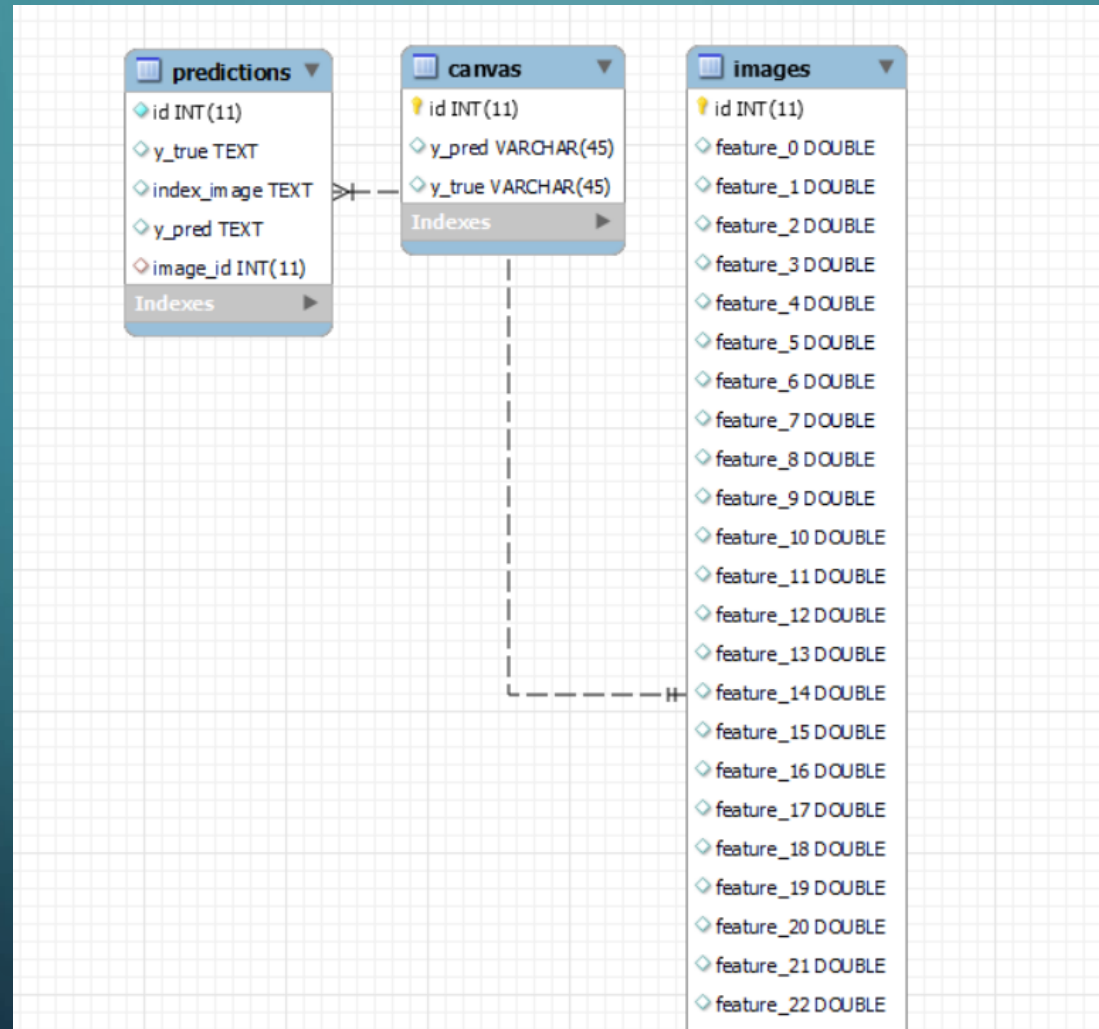 predictions
id INT(11)
y_true TEXT
index_image TEXT
y_pred TEXT
image_id INT(11)
Indexes
canvas
id INT(11)
y_pred VARCHAR(45)
y_true VARCHAR(45)
Indexes
images
id INT(11)
feature_0 DOUBLE
feature_1 DOUBLE
feature_2 DOUBLE
feature_3 DOUBLE
feature_4 DOUBLE
feature_5 DOUBLE
feature_6 DOUBLE
feature_7 DOUBLE
feature_8 DOUBLE
feature_9 DOUBLE
feature_10 DOUBLE
feature_11 DOUBLE
feature_12 DOUBLE
feature_13 DOUBLE
feature_14 DOUBLE
feature_15 DOUBLE
feature_16 DOUBLE
feature_17 DOUBLE
feature_18 DOUBLE
feature_19 DOUBLE
feature_20 DOUBLE
feature_21 DOUBLE
feature_22 DOUBLE